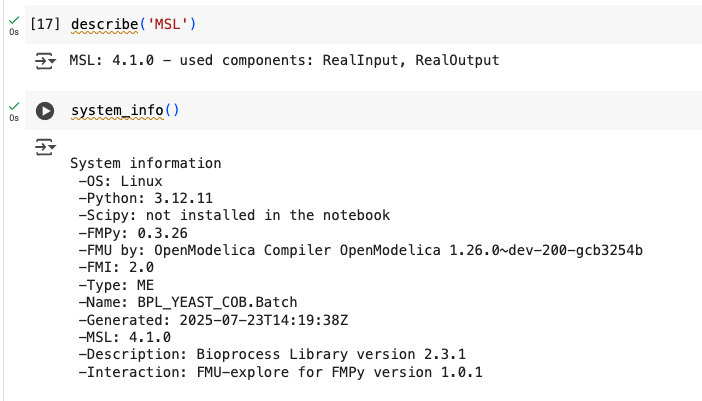 [17] describe('MSL')
0s
MSL: 4.1.0 - used components: RealInput, RealOutput
system_info()
0s
System information
-OS: Linux
-Python: 3.12.11
-Scipy: not installed in the notebook
-FMPy: 0.3.26
-FMU by: OpenModelica Compiler OpenModelica 1.26.0~dev-200-gcb3254b
-FMI: 2.0
-Type: ME
-Name: BPL_YEAST_COB.Batch
-Generated: 2025-07-23T14:19:38Z
-MSL: 4.1.0
-Description: Bioprocess Library version 2.3.1
-Interaction: FMU-explore for FMPy version 1.0.1